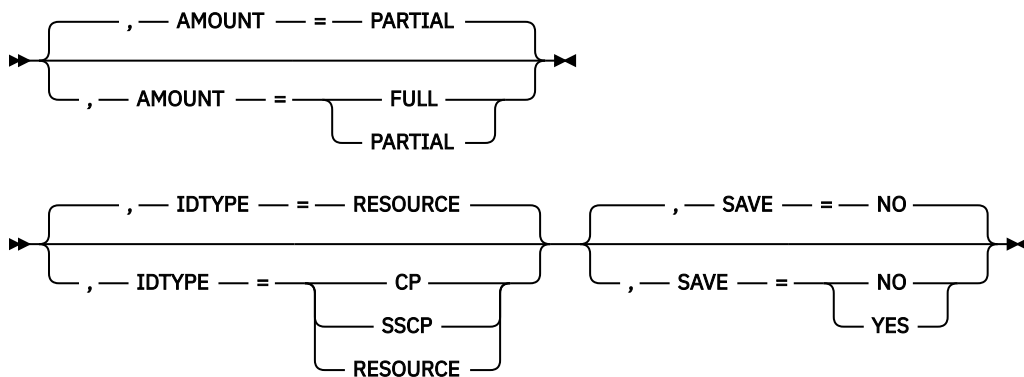 , AMOUNT = PARTIAL
, AMOUNT = FULL
PARTIAL
, IDTYPE = RESOURCE , SAVE = NO
, IDTYPE = CP , SAVE = NO
SSCP YES
RESOURCE